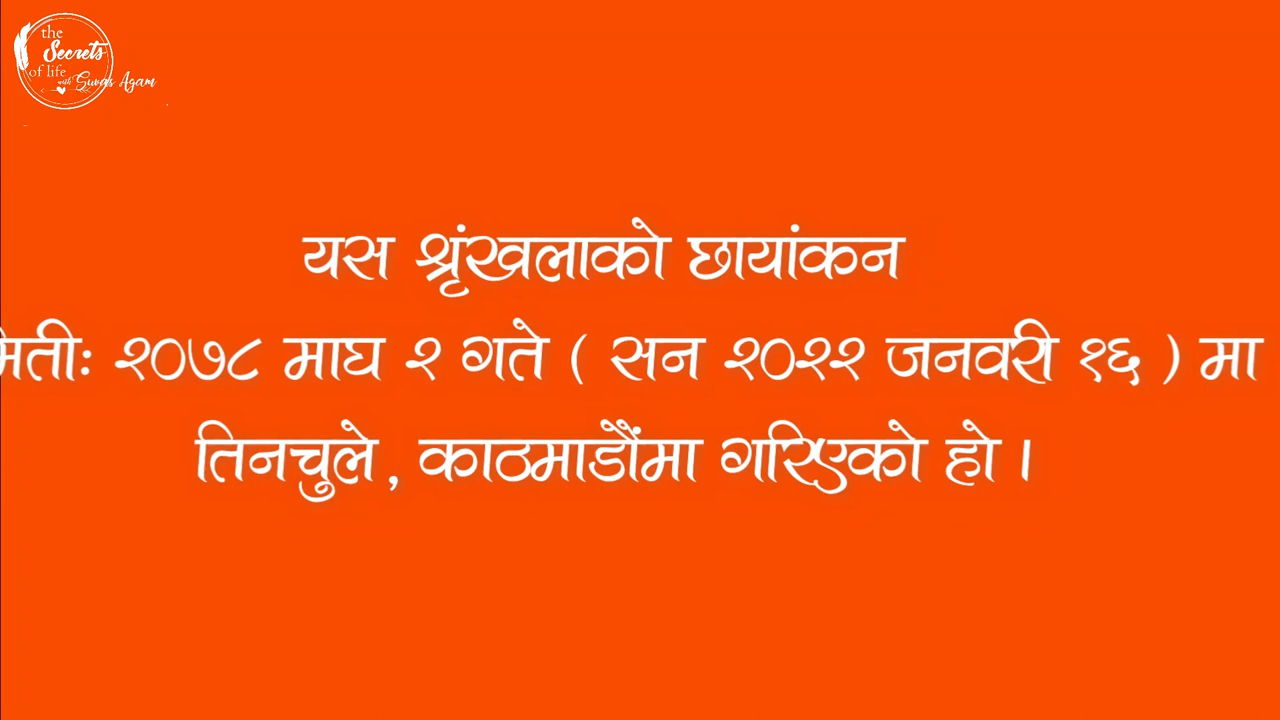 the
Secrets
of life
with Suvas Agam
यस श्रृंखलाको छायांकन
मितीः २०७८ माघ २ गते ( सन २०२२ जनवरी १६ ) मा
तिनचुले, काठमाडौंमा गरिएको हो ।